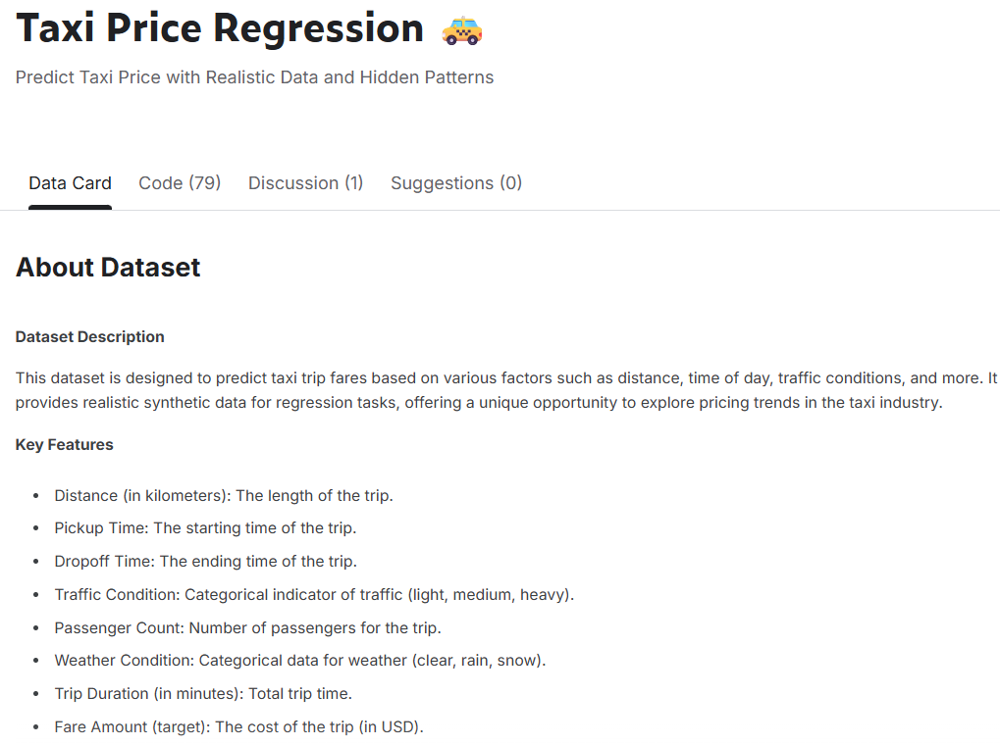 Taxi Price Regression 🚕
Predict Taxi Price with Realistic Data and Hidden Patterns
Data Card Code (79) Discussion (1) Suggestions (0)
About Dataset
Dataset Description
This dataset is designed to predict taxi trip fares based on various factors such as distance, time of day, traffic conditions, and more. It
provides realistic synthetic data for regression tasks, offering a unique opportunity to explore pricing trends in the taxi industry.
Key Features
• Distance (in kilometers): The length of the trip.
• Pickup Time: The starting time of the trip.
• Dropoff Time: The ending time of the trip.
• Traffic Condition: Categorical indicator of traffic (light, medium, heavy).
• Passenger Count: Number of passengers for the trip.
• Weather Condition: Categorical data for weather (clear, rain, snow).
• Trip Duration (in minutes): Total trip time.
• Fare Amount (target): The cost of the trip (in USD).